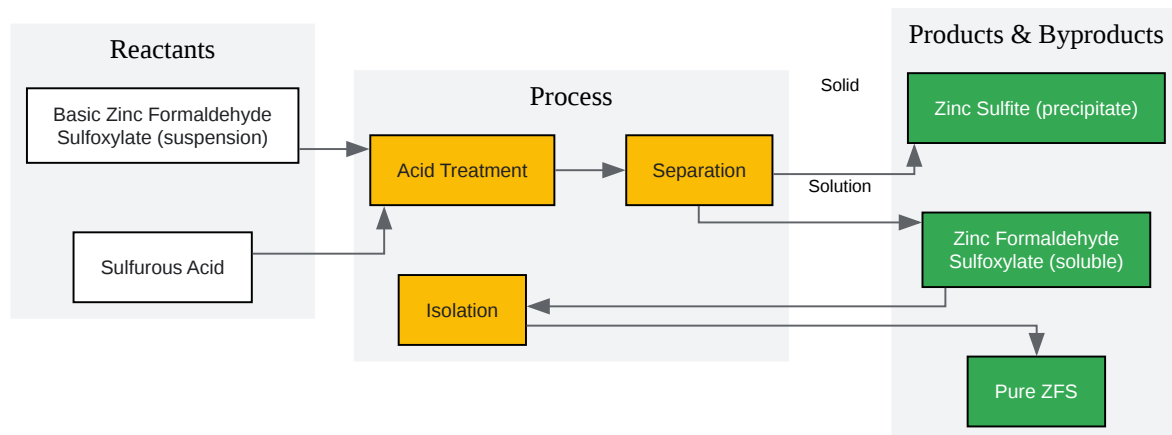 Reactants
Basic Zinc Formaldehyde
Sulfoxylate (suspension)
Sulfurous Acid
Process
Acid Treatment
Separation
Isolation
Solid
Solution
Products & Byproducts
Zinc Sulfite (precipitate)
Zinc Formaldehyde
Sulfoxylate (soluble)
Pure ZFS